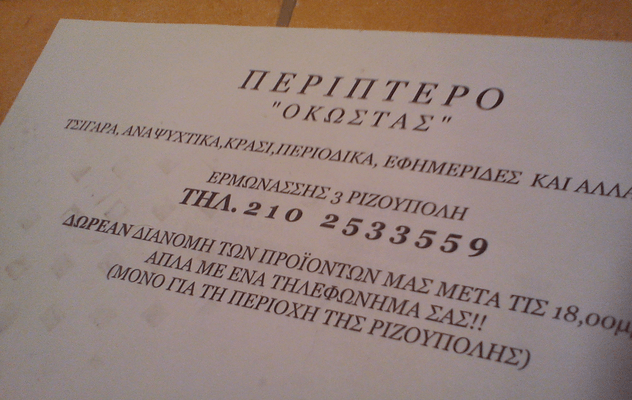 ΠΕΡΙΠΤΕΡΟ
"ΟΚΩΣΤΑΣ"
ΤΣΙΓΑΡΑ, ΑΝΑΨΥΧΤΙΚΑ,ΚΡΑΣΙ,ΠΕΡΙΟΔΙΚΑ, ΕΦΗΜΕΡΙΔΕΣ ΚΑΙ ΑΛΛΑ
ΕΡΜΩΝΑΣΣΗΣ 3 ΡΙΖΟΥΠΟΛΗ
ΤΗΛ. 210 2533559
ΔΩΡΕΑΝ ΔΙΑΝΟΜΗ ΤΩΝ ΠΡΟΪΟΝΤΩΝ ΜΑΣ ΜΕΤΑ ΤΙΣ 18,00μμ
ΑΠΛΑ ΜΕ ΕΝΑ ΤΗΛΕΦΩΝΗΜΑ ΣΑΣ!!
(ΜΟΝΟ ΓΙΑ ΤΗ ΠΕΡΙΟΧΗ ΤΗΣ ΡΙΖΟΥΠΟΛΗΣ)